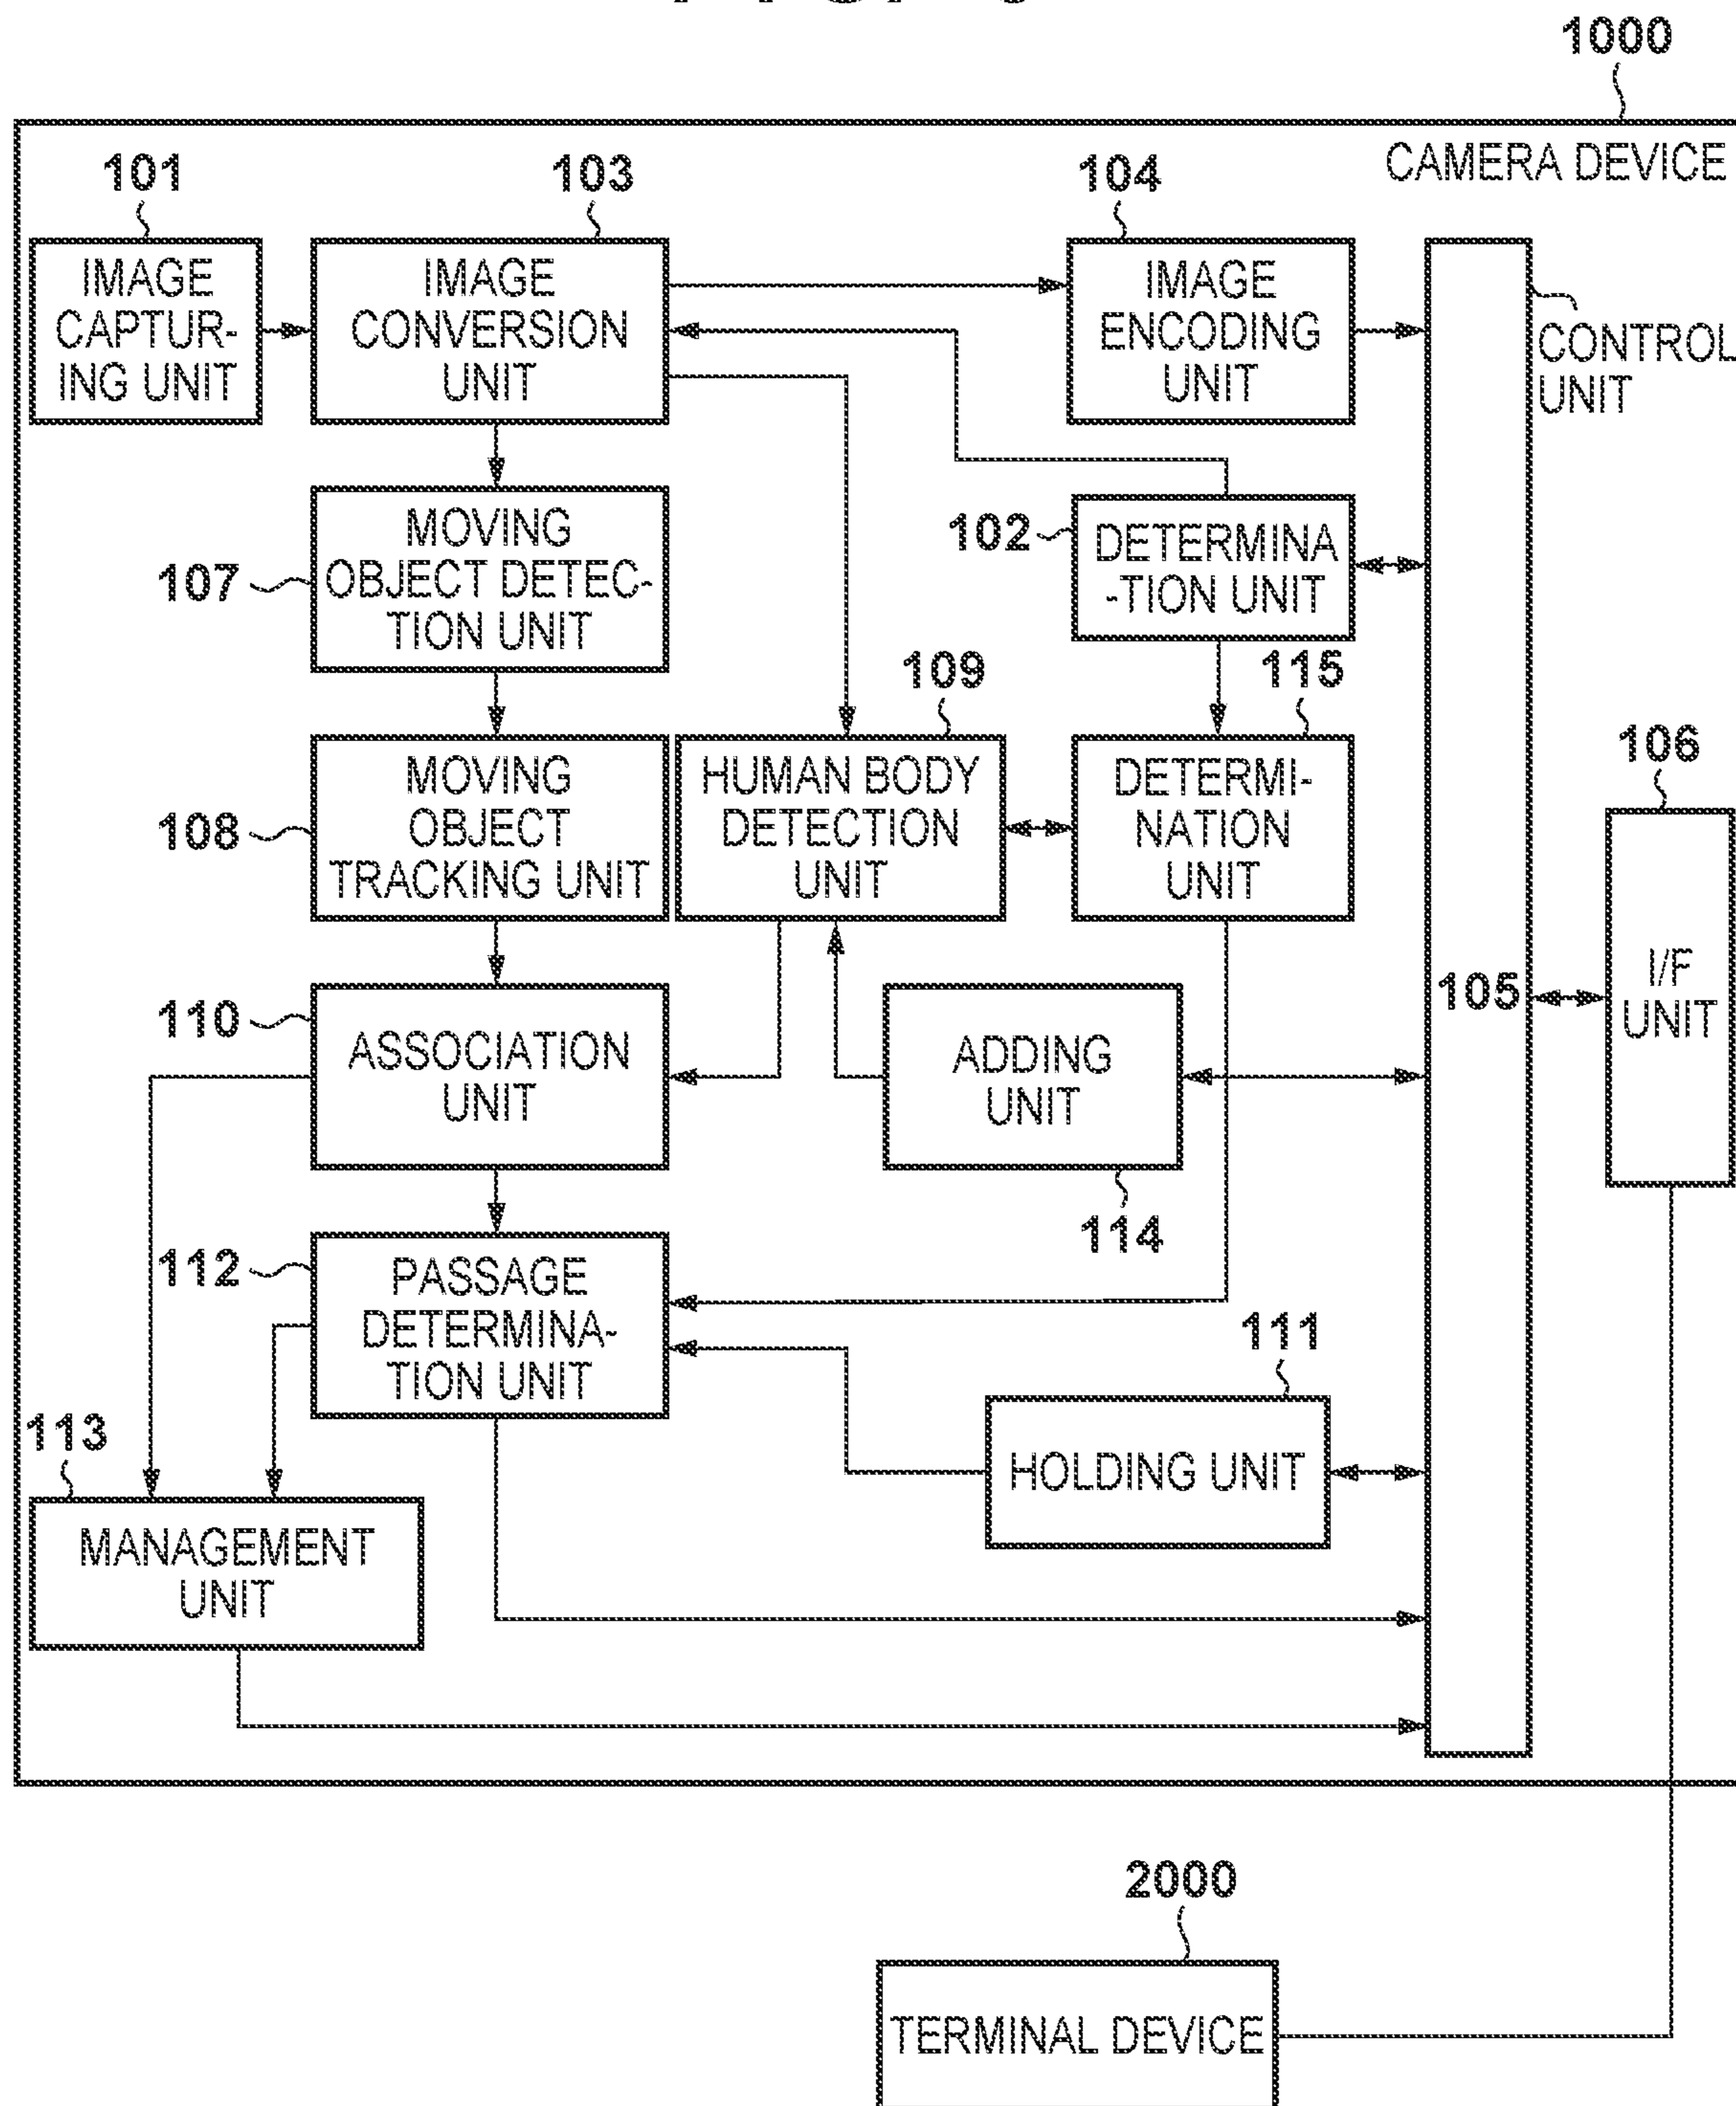 1000
CAMERA DEVICE
101
103
104
IMAGE
CAPTUR-
ING UNIT
IMAGE
CONVERSION
UNIT
IMAGE
ENCODING
UNIT
CONTROL
UNIT
107
MOVING
OBJECT DETEC-
TION UNIT
102
DETERMINA
-TION UNIT
109
115
106
108
MOVING
OBJECT
TRACKING UNIT
HUMAN BODY
DETECTION
UNIT
DETERMI-
NATION
UNIT
I/F
UNIT
105
110
ASSOCIATION
UNIT
ADDING
UNIT
114
112
PASSAGE
DETERMINA-
TION UNIT
111
HOLDING UNIT
113
MANAGEMENT
UNIT
2000
TERMINAL DEVICE